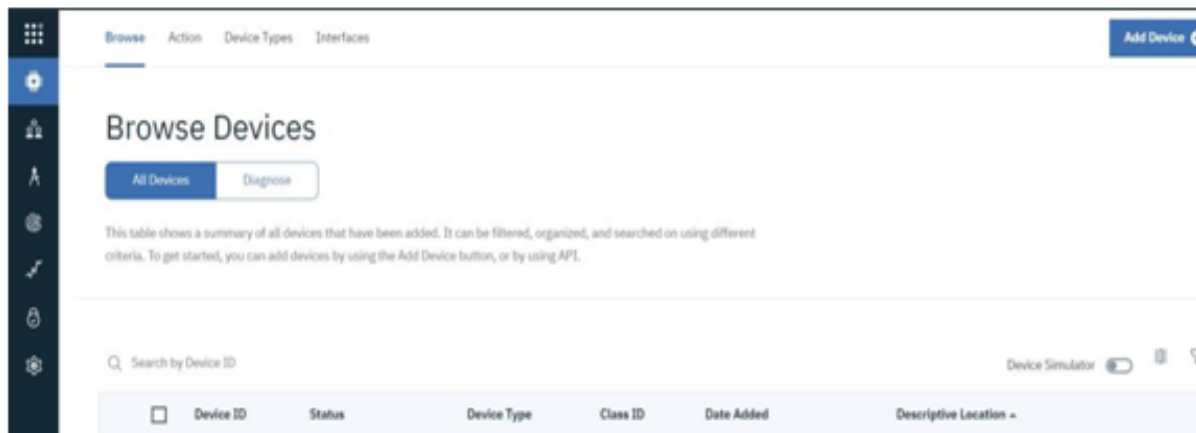 Browse Action Device Types Interfaces Add Device
Browse Devices
All Devices Diagnose
This table shows a summary of all devices that have been added. It can be filtered, organized, and searched on using different
criteria. To get started, you can add devices by using the Add Device button, or by using API.
Search by Device ID Device Simulator
Device ID Status Device Type Class ID Date Added Descriptive Location